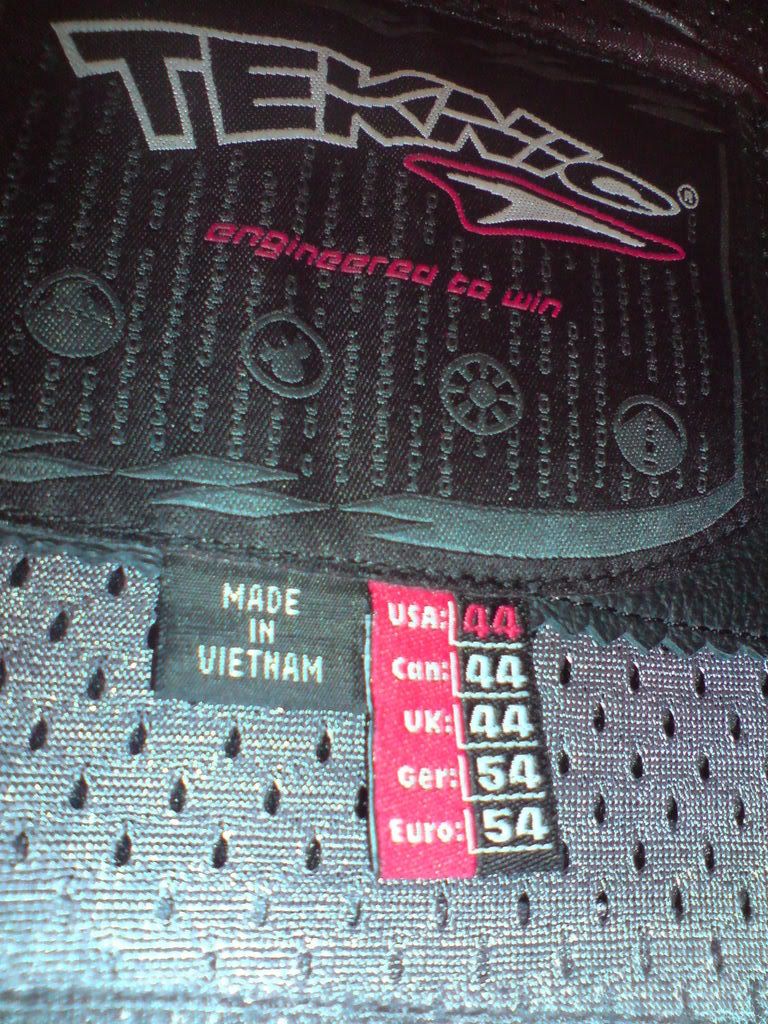 TEKNIC®
engineered to win
MADE
IN
VIETNAM
USA: 44
Can: 44
UK: 44
Ger: 54
Euro: 54